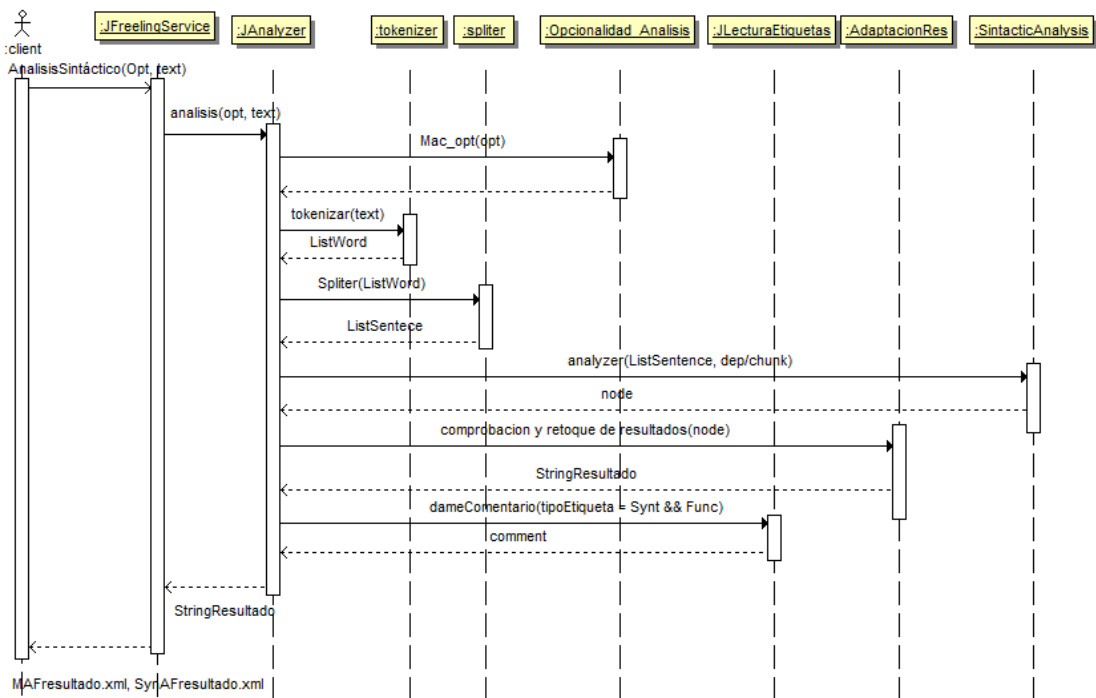 :JFreelingService
:JAnalyzer
:tokenizer
:spliter
:Opcionalidad_Analisis
:JLecturaEtiquetas
:AdaptacionRes
:SintacticAnalysis
:client
AnalisisSintáctico(Opt, text)
analisis(opt, text)
Mac_opt(opt)
tokenizar(text)
ListWord
Spliter(ListWord)
ListSentece
analyzer(ListSentence, dep/chunk)
node
comprobacion y retoque de resultados(node)
StringResultado
dameComentario(tipoEtiqueta = Synt && Func)
comment
StringResultado
MAFresultado.xml, SynAFresultado.xml